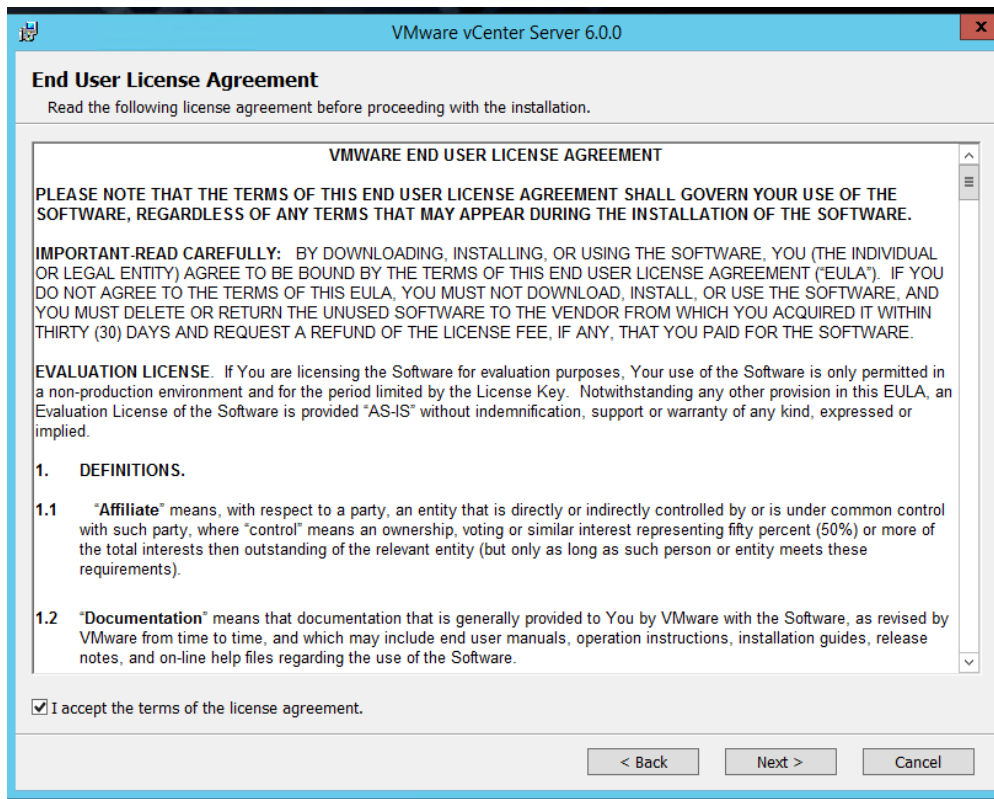 VMware vCenter Server 6.0.0
x
End User License Agreement
Read the following license agreement before proceeding with the installation.
VMWARE END USER LICENSE AGREEMENT
PLEASE NOTE THAT THE TERMS OF THIS END USER LICENSE AGREEMENT SHALL GOVERN YOUR USE OF THE
SOFTWARE, REGARDLESS OF ANY TERMS THAT MAY APPEAR DURING THE INSTALLATION OF THE SOFTWARE.
IMPORTANT-READ CAREFULLY: BY DOWNLOADING, INSTALLING, OR USING THE SOFTWARE, YOU (THE INDIVIDUAL
OR LEGAL ENTITY) AGREE TO BE BOUND BY THE TERMS OF THIS END USER LICENSE AGREEMENT (“EULA”). IF YOU
DO NOT AGREE TO THE TERMS OF THIS EULA, YOU MUST NOT DOWNLOAD, INSTALL, OR USE THE SOFTWARE, AND
YOU MUST DELETE OR RETURN THE UNUSED SOFTWARE TO THE VENDOR FROM WHICH YOU ACQUIRED IT WITHIN
THIRTY (30) DAYS AND REQUEST A REFUND OF THE LICENSE FEE, IF ANY, THAT YOU PAID FOR THE SOFTWARE.
EVALUATION LICENSE. If You are licensing the Software for evaluation purposes, Your use of the Software is only permitted in
a non-production environment and for the period limited by the License Key. Notwithstanding any other provision in this EULA, an
Evaluation License of the Software is provided “AS-IS” without indemnification, support or warranty of any kind, expressed or
implied.
1. DEFINITIONS.
1.1 “Affiliate” means, with respect to a party, an entity that is directly or indirectly controlled by or is under common control
with such party, where “control” means an ownership, voting or similar interest representing fifty percent (50%) or more of
the total interests then outstanding of the relevant entity (but only as long as such person or entity meets these
requirements).
1.2 “Documentation” means that documentation that is generally provided to You by VMware with the Software, as revised by
VMware from time to time, and which may include end user manuals, operation instructions, installation guides, release
notes, and on-line help files regarding the use of the Software.
I accept the terms of the license agreement.
< Back Next > Cancel